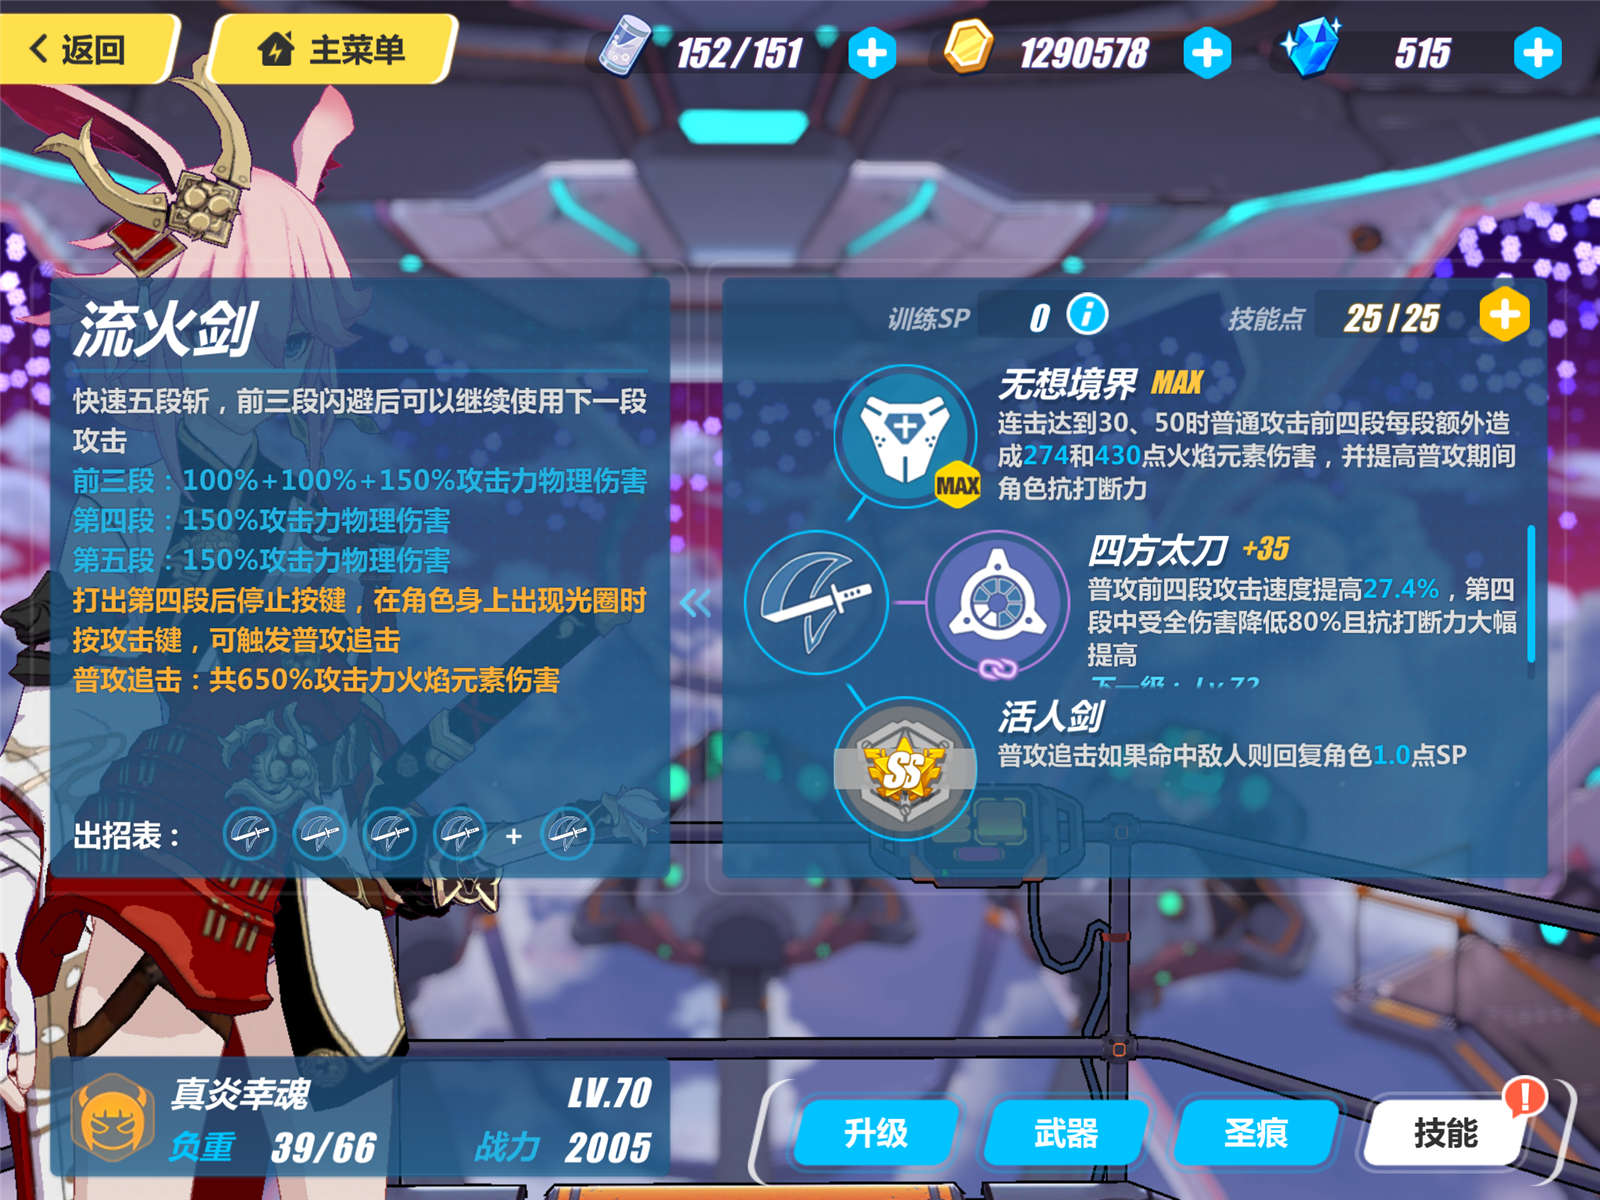 返回
主菜单
152/151
1290578
515
流火剑
快速五段斩，前三段闪避后可以继续使用下一段
攻击
前三段：100%+100%+150%攻击力物理伤害
第四段：150%攻击力物理伤害
第五段：150%攻击力物理伤害
打出第四段后停止按键，在角色身上出现光圈时
按攻击键，可触发普攻追击
普攻追击：共650%攻击力火焰元素伤害
出招表：
+
训练SP 0
技能点 25/25
无想境界 MAX
连击达到30、50时普通攻击前四段每段额外造
成274和430点火焰元素伤害，并提高普攻期间
角色抗打断力
MAX
四方太刀 +35
普攻前四段攻击速度提高27.4%，第四
段中受全伤害降低80%且抗打断力大幅
提高
下一级：Lv.72
活人剑
普攻追击如果命中敌人则回复角色1.0点SP
SS
真炎幸魂 LV.70
负重 39/66 战力 2005
升级
武器
圣痕
技能
!